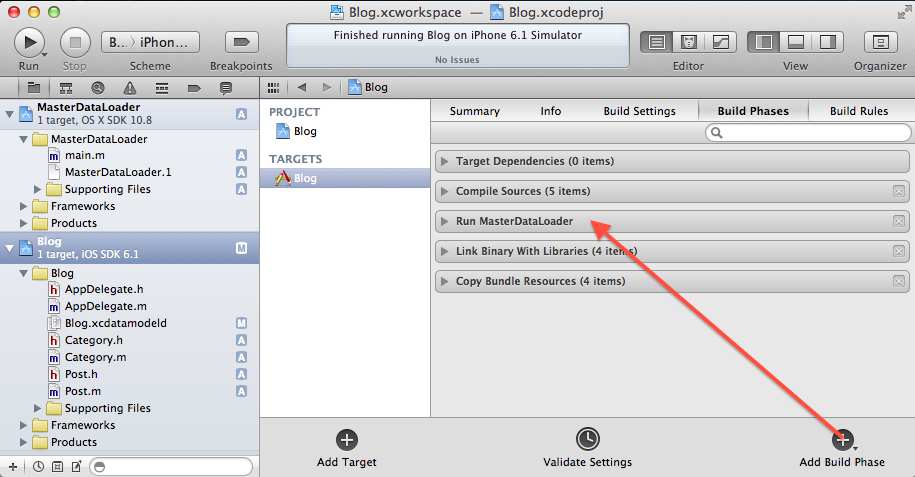 Blog.xcworkspace — Blog.xcodeproj
Run
Stop
B... iPhon...
Scheme
Breakpoints
Finished running Blog on iPhone 6.1 Simulator
No Issues
Editor
View
Organizer
MasterDataLoader
1 target, OS X SDK 10.8
A
MasterDataLoader
main.m
A
MasterDataLoader.1
A
Supporting Files
A
Frameworks
Products
Blog
1 target, iOS SDK 6.1
M
Blog
h AppDelegate.h
m AppDelegate.m
Blog.xcdatamodeld
M
h Category.h
A
m Category.m
A
h Post.h
A
m Post.m
A
Supporting Files
Frameworks
Products
Blog
PROJECT
Blog
TARGETS
Blog
Summary
Info
Build Settings
Build Phases
Build Rules
Target Dependencies (0 items)
Compile Sources (5 items)
Run MasterDataLoader
Link Binary With Libraries (4 items)
Copy Bundle Resources (4 items)
Add Target
Validate Settings
Add Build Phase